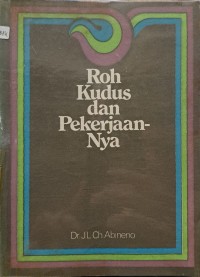 Roh
Kudus
dan
Pekerjaan-
Nya
Dr J L Ch Abineno